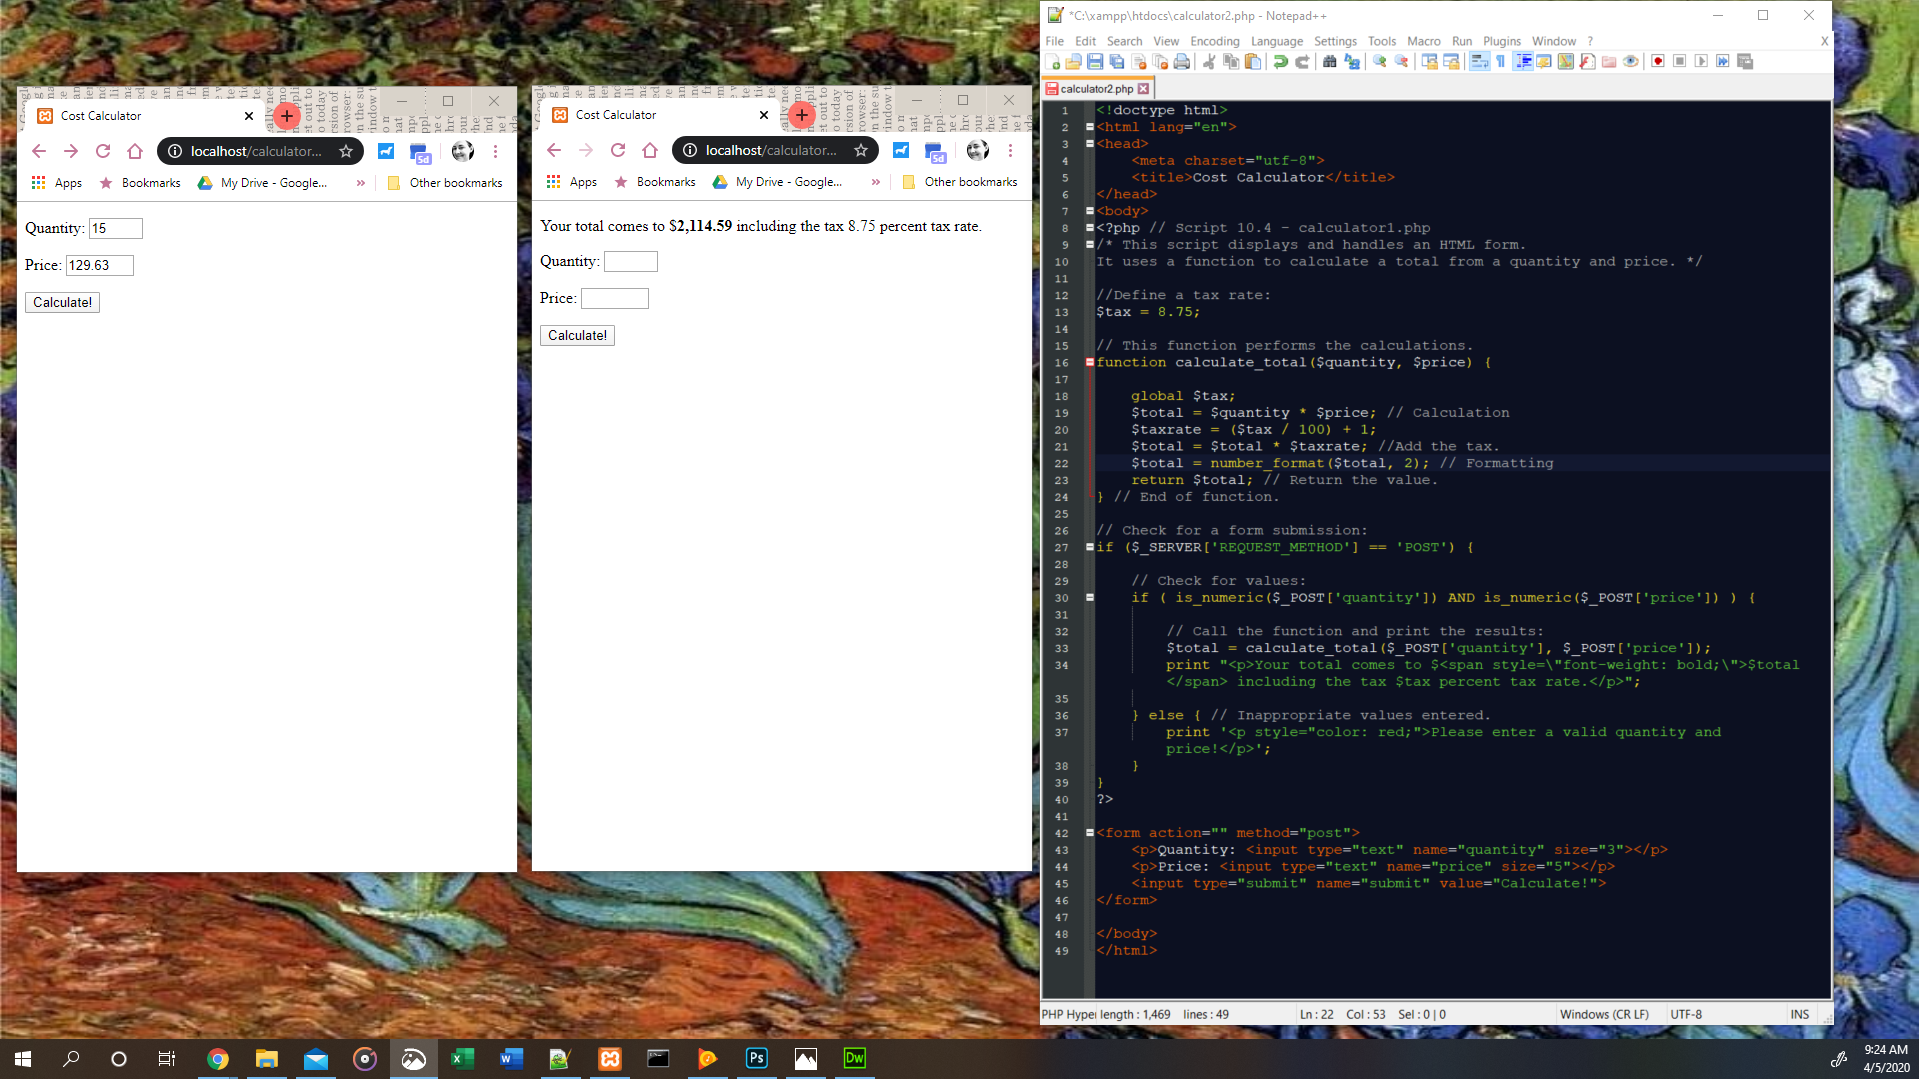 Cost Calculator
localhost/calculator...
5d
Apps
Bookmarks
My Drive - Google...
»
Other bookmarks
Quantity: 15
Price: 129.63
Calculate!
Cost Calculator
localhost/calculator...
5d
Apps
Bookmarks
My Drive - Google...
»
Other bookmarks
Your total comes to $2,114.59 including the tax 8.75 percent tax rate.
Quantity:
Price:
Calculate!
*C:\xampp\htdocs\calculator2.php - Notepad++
File Edit Search View Encoding Language Settings Tools Macro Run Plugins Window ? X
calculator2.php
1 <!doctype html>
2 <html lang="en">
3 <head>
4 <meta charset="utf-8">
5 <title>Cost Calculator</title>
6 </head>
7 <body>
8 <?php // Script 10.4 - calculator1.php
9 /* This script displays and handles an HTML form.
10 It uses a function to calculate a total from a quantity and price. */
11
12 //Define a tax rate:
13 $tax = 8.75;
14
15 // This function performs the calculations.
16 function calculate_total($quantity, $price) {
17
18 global $tax;
19 $total = $quantity * $price; // Calculation
20 $taxrate = ($tax / 100) + 1;
21 $total = $total * $taxrate; //Add the tax.
22 $total = number_format($total, 2); // Formatting
23 return $total; // Return the value.
24 } // End of function.
25
26 // Check for a form submission:
27 if ($_SERVER['REQUEST_METHOD'] == 'POST') {
28
29 // Check for values:
30 if ( is_numeric($_POST['quantity']) AND is_numeric($_POST['price']) ) {
31
32 // Call the function and print the results:
33 $total = calculate_total($_POST['quantity'], $_POST['price']);
34 print "<p>Your total comes to $<span style=\"font-weight: bold;\">$total
</span> including the tax $tax percent tax rate.</p>";
35
36 } else { // Inappropriate values entered.
37 print '<p style="color: red;">Please enter a valid quantity and
price!</p>';
38 }
39 }
40 ?>
41
42 <form action="" method="post">
43 <p>Quantity: <input type="text" name="quantity" size="3"></p>
44 <p>Price: <input type="text" name="price" size="5"></p>
45 <input type="submit" name="submit" value="Calculate!">
46 </form>
47
48 </body>
49 </html>
PHP Hyper length : 1,469 lines : 49 Ln : 22 Col : 53 Sel : 0 | 0 Windows (CR LF) UTF-8 INS
Ps
Dw
9:24 AM
4/5/2020